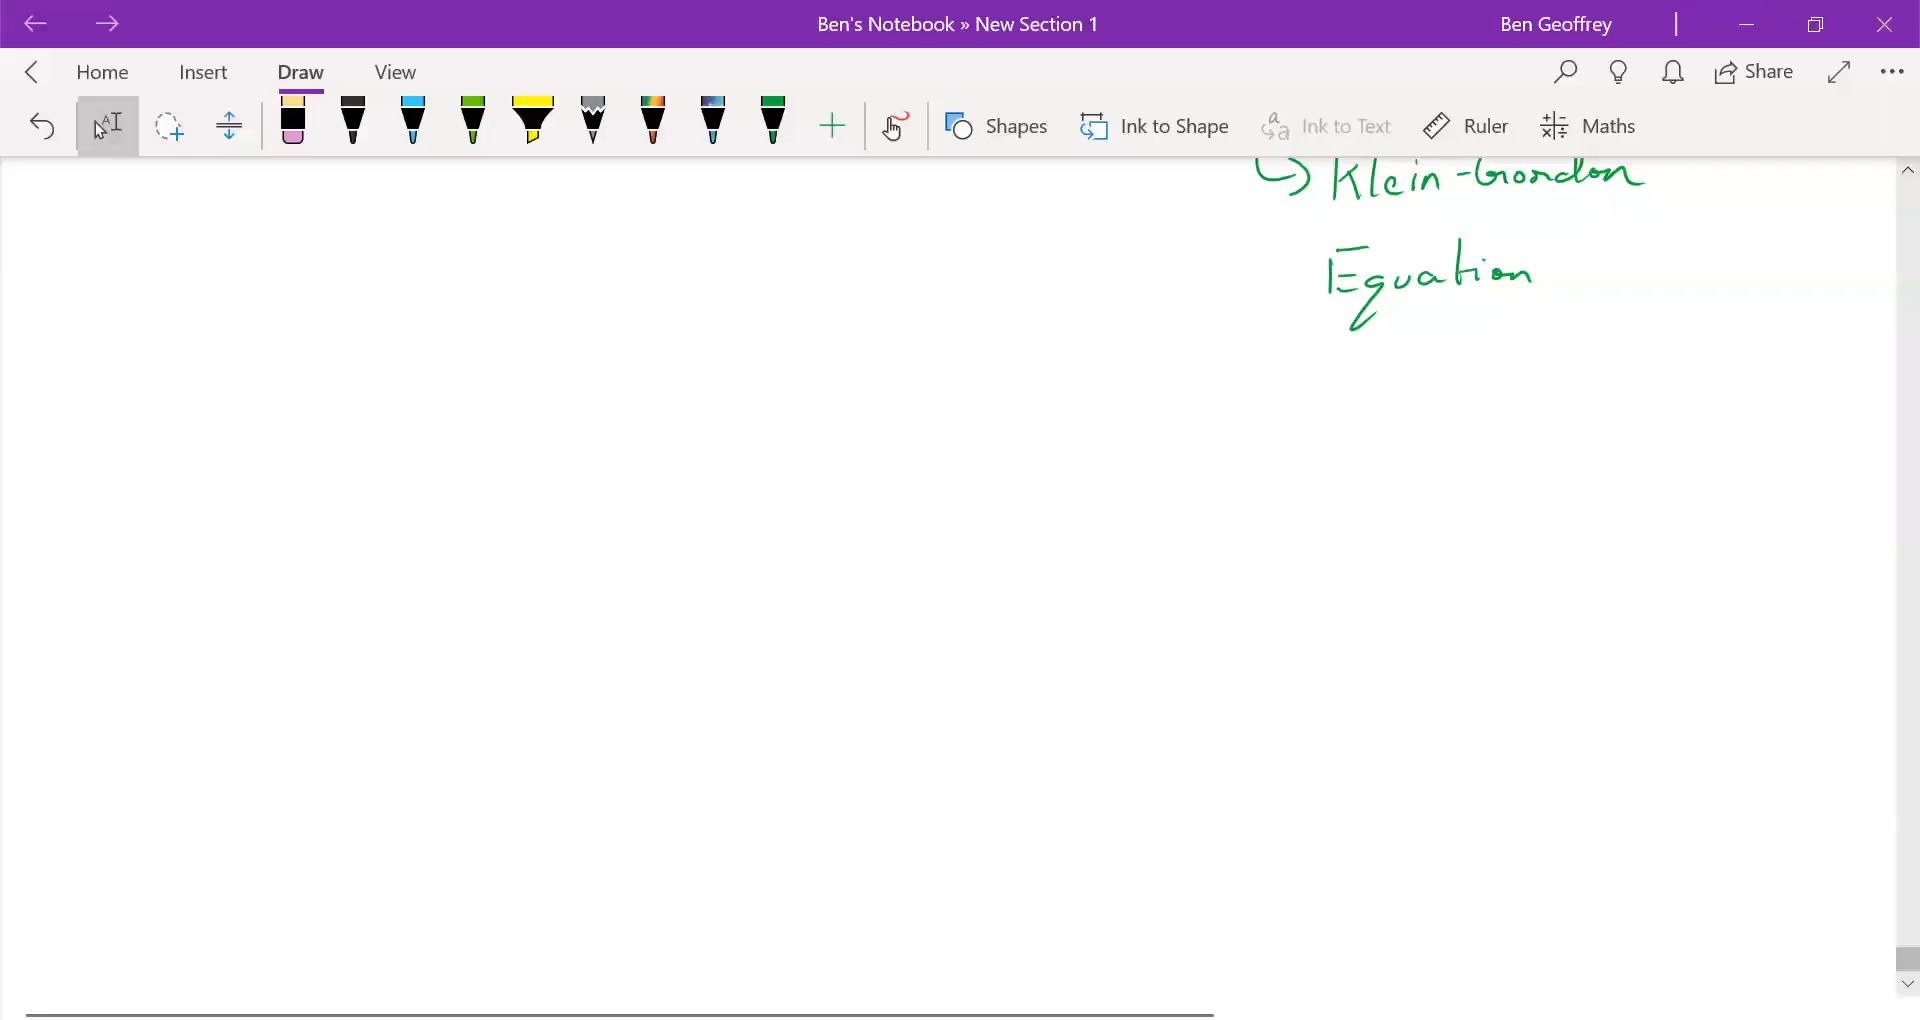 Ben's Notebook » New Section 1
Ben Geoffrey
Home Insert Draw View
Share
Shapes Ink to Shape Ink to Text Ruler Maths
↳ Klein-Gordon
Equation